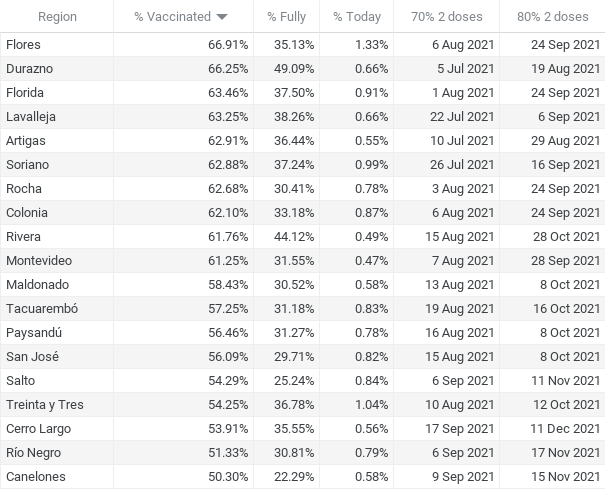 Region % Vaccinated % Fully % Today 70% 2 doses 80% 2 doses
Flores 66.91% 35.13% 1.33% 6 Aug 2021 24 Sep 2021
Durazno 66.25% 49.09% 0.66% 5 Jul 2021 19 Aug 2021
Florida 63.46% 37.50% 0.91% 1 Aug 2021 24 Sep 2021
Lavalleja 63.25% 38.26% 0.66% 22 Jul 2021 6 Sep 2021
Artigas 62.91% 36.44% 0.55% 10 Jul 2021 29 Aug 2021
Soriano 62.88% 37.24% 0.99% 26 Jul 2021 16 Sep 2021
Rocha 62.68% 30.41% 0.78% 3 Aug 2021 24 Sep 2021
Colonia 62.10% 33.18% 0.87% 6 Aug 2021 24 Sep 2021
Rivera 61.76% 44.12% 0.49% 15 Aug 2021 28 Oct 2021
Montevideo 61.25% 31.55% 0.47% 7 Aug 2021 28 Sep 2021
Maldonado 58.43% 30.52% 0.58% 13 Aug 2021 8 Oct 2021
Tacuarembó 57.25% 31.18% 0.83% 19 Aug 2021 16 Oct 2021
Paysandú 56.46% 31.27% 0.78% 16 Aug 2021 8 Oct 2021
San José 56.09% 29.71% 0.82% 15 Aug 2021 8 Oct 2021
Salto 54.29% 25.24% 0.84% 6 Sep 2021 11 Nov 2021
Treinta y Tres 54.25% 36.78% 1.04% 10 Aug 2021 12 Oct 2021
Cerro Largo 53.91% 35.55% 0.56% 17 Sep 2021 11 Dec 2021
Río Negro 51.33% 30.81% 0.79% 6 Sep 2021 17 Nov 2021
Canelones 50.30% 22.29% 0.58% 9 Sep 2021 15 Nov 2021